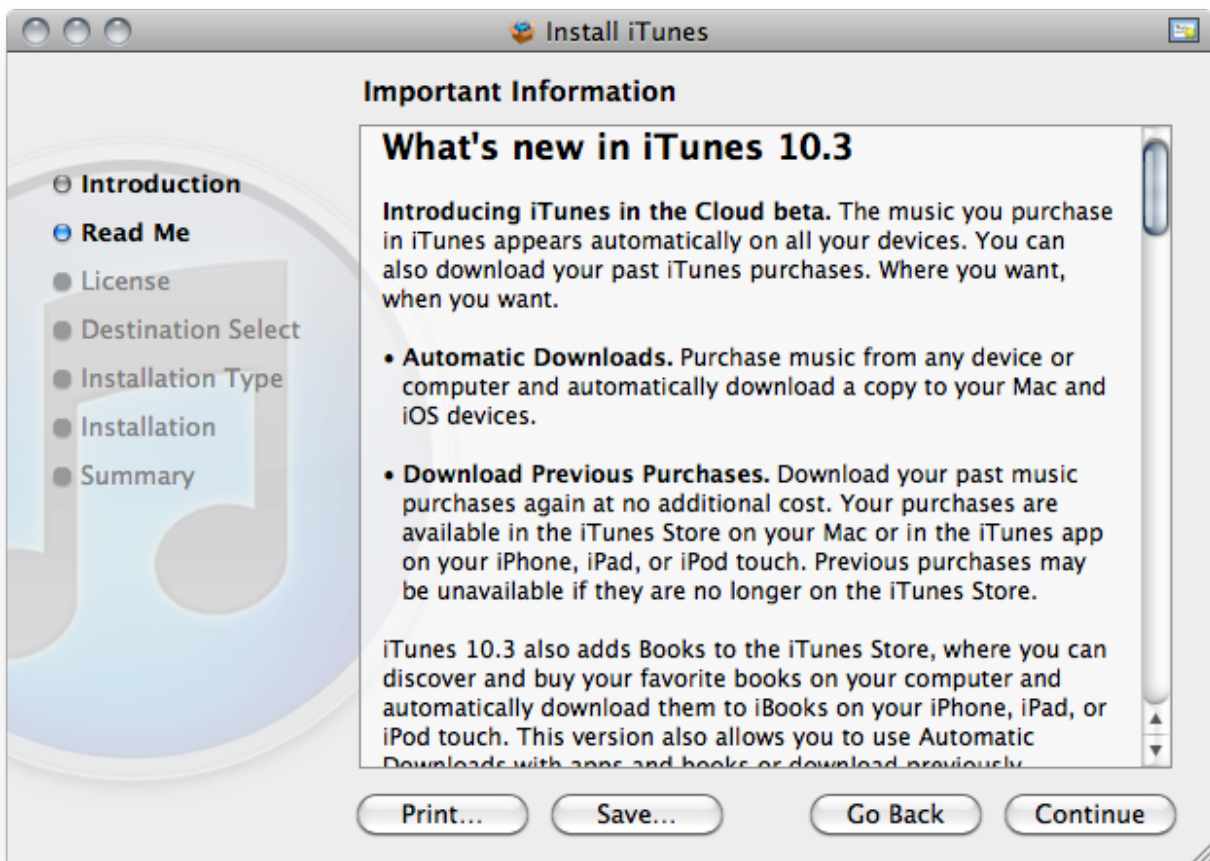 Install iTunes
Important Information
Introduction
Read Me
License
Destination Select
Installation Type
Installation
Summary
What's new in iTunes 10.3
Introducing iTunes in the Cloud beta. The music you purchase
in iTunes appears automatically on all your devices. You can
also download your past iTunes purchases. Where you want,
when you want.
• Automatic Downloads. Purchase music from any device or
computer and automatically download a copy to your Mac and
iOS devices.
• Download Previous Purchases. Download your past music
purchases again at no additional cost. Your purchases are
available in the iTunes Store on your Mac or in the iTunes app
on your iPhone, iPad, or iPod touch. Previous purchases may
be unavailable if they are no longer on the iTunes Store.
iTunes 10.3 also adds Books to the iTunes Store, where you can
discover and buy your favorite books on your computer and
automatically download them to iBooks on your iPhone, iPad, or
iPod touch. This version also allows you to use Automatic
Downloads with apps and books or download previously
Print...
Save...
Go Back
Continue